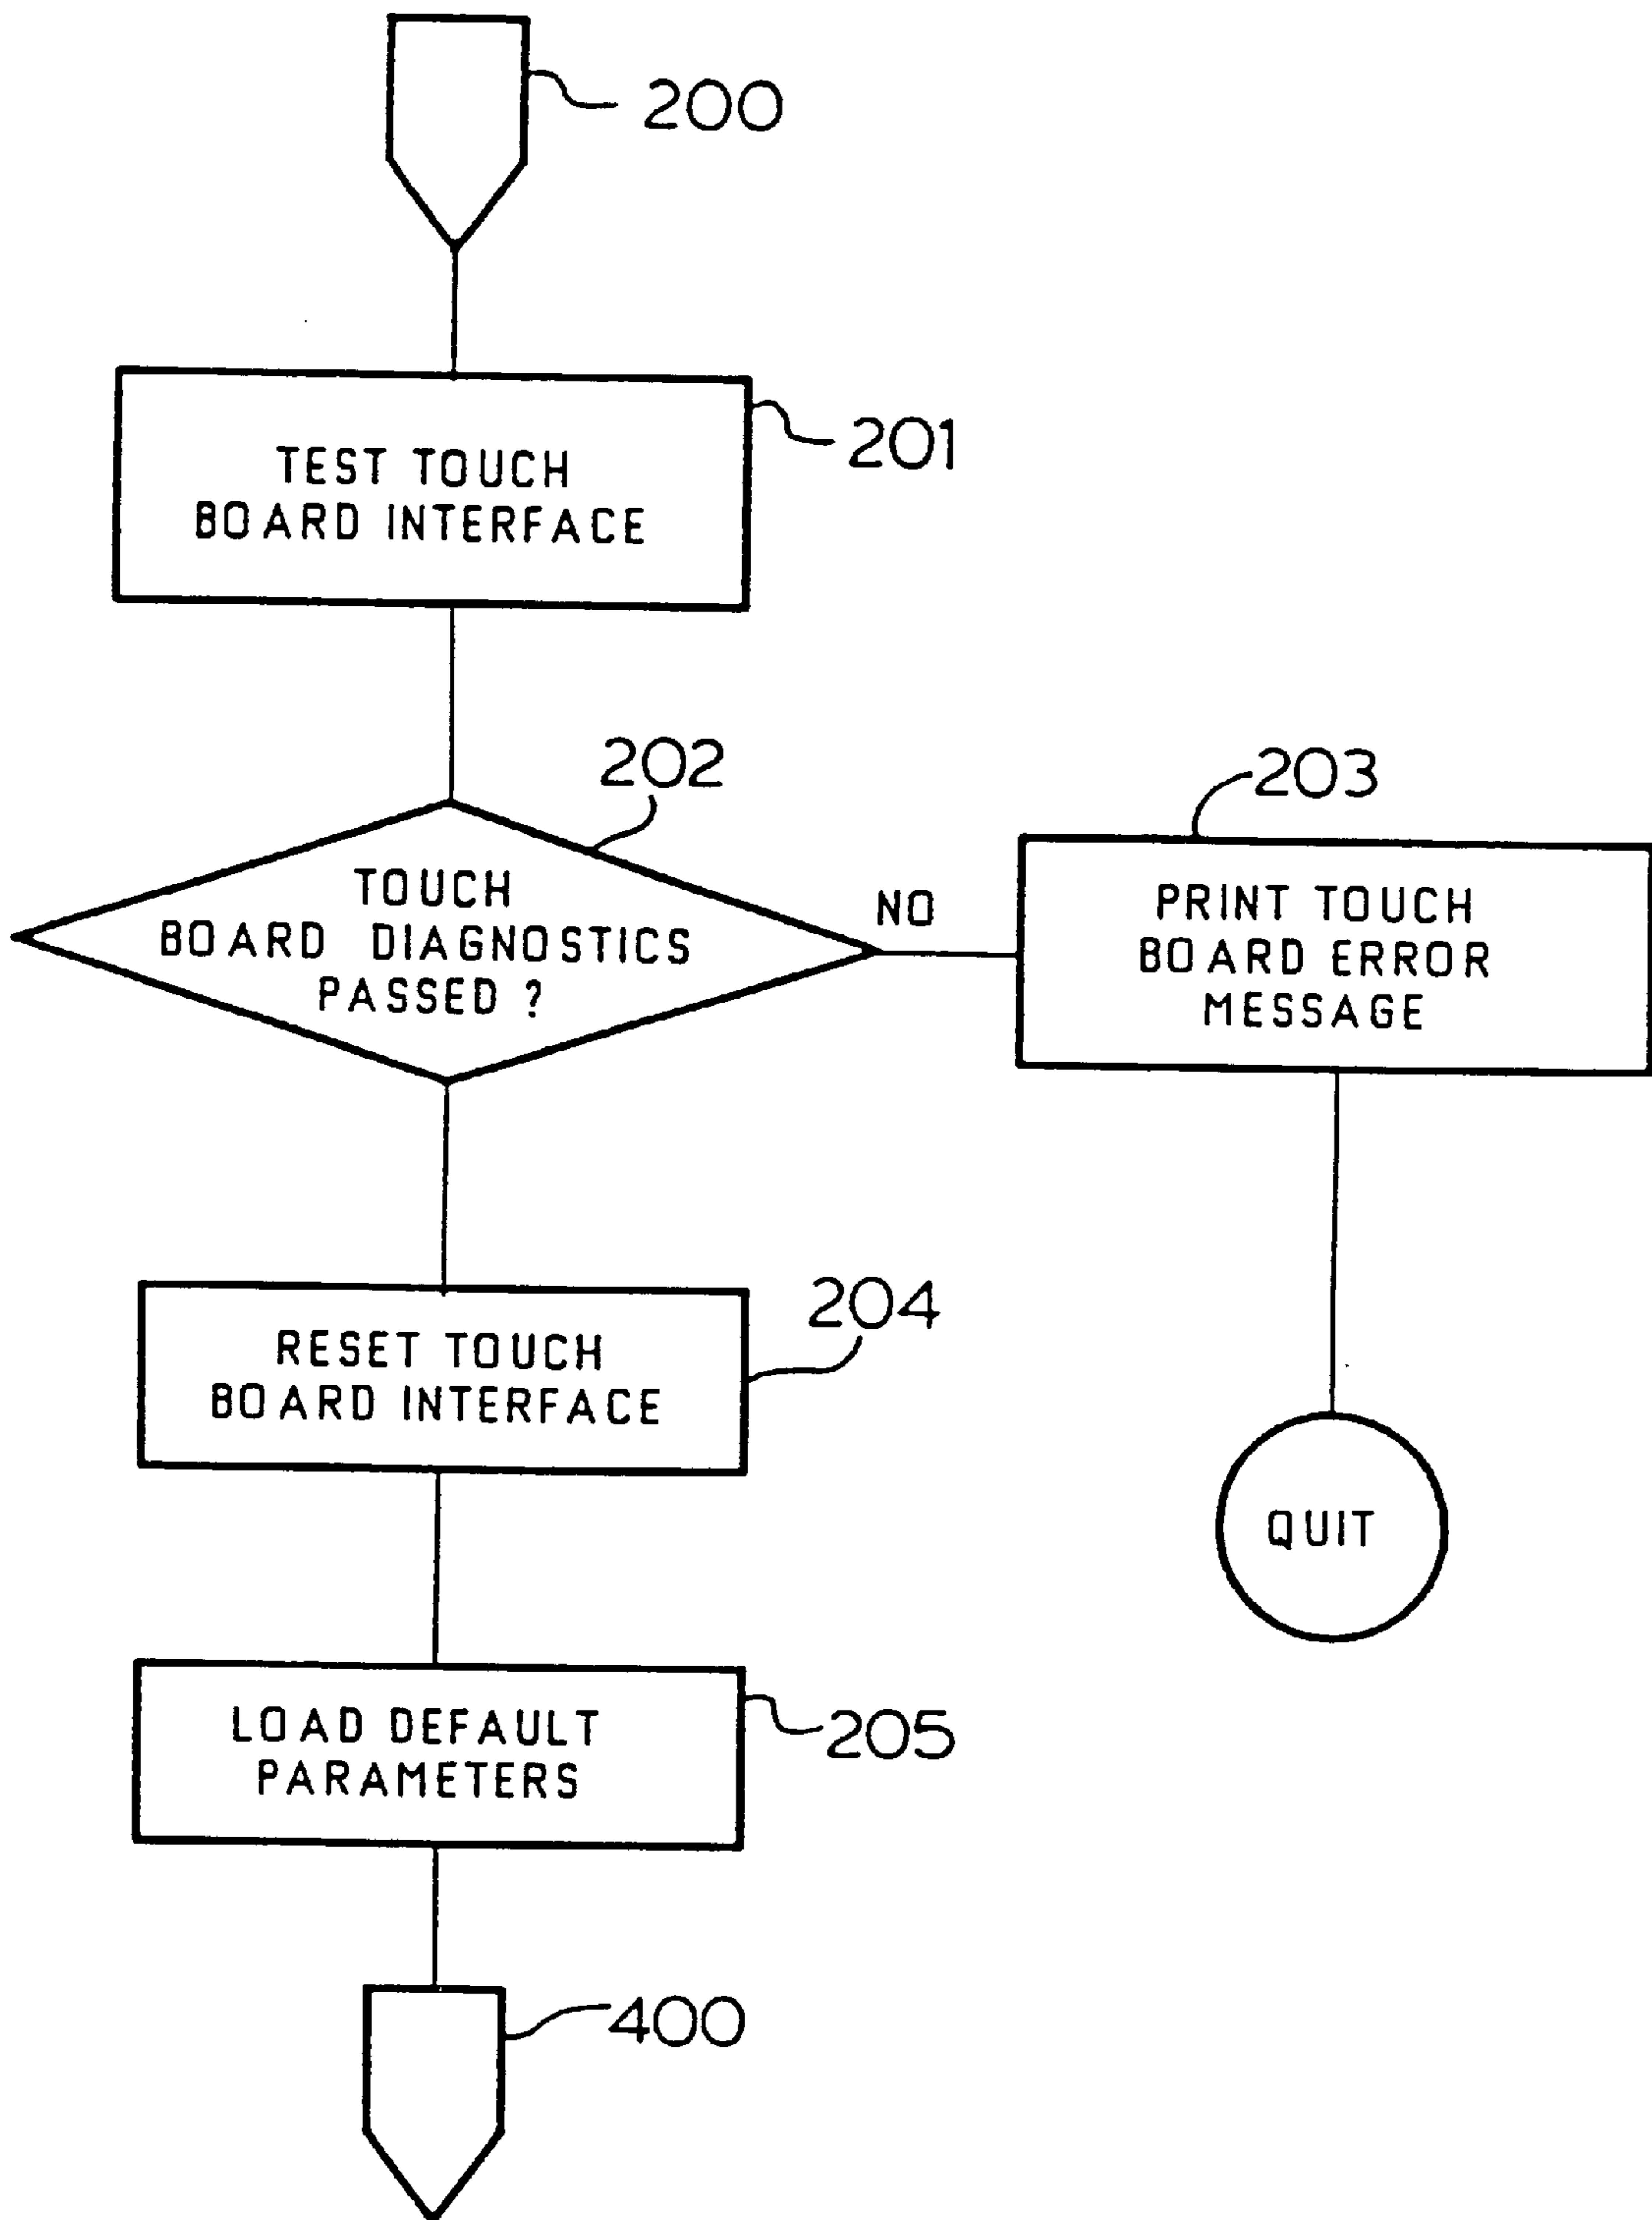 200
TEST TOUCH
BOARD INTERFACE
201
202
TOUCH
BOARD DIAGNOSTICS
PASSED ?
NO
203
PRINT TOUCH
BOARD ERROR
MESSAGE
RESET TOUCH
BOARD INTERFACE
204
QUIT
LOAD DEFAULT
PARAMETERS
205
400